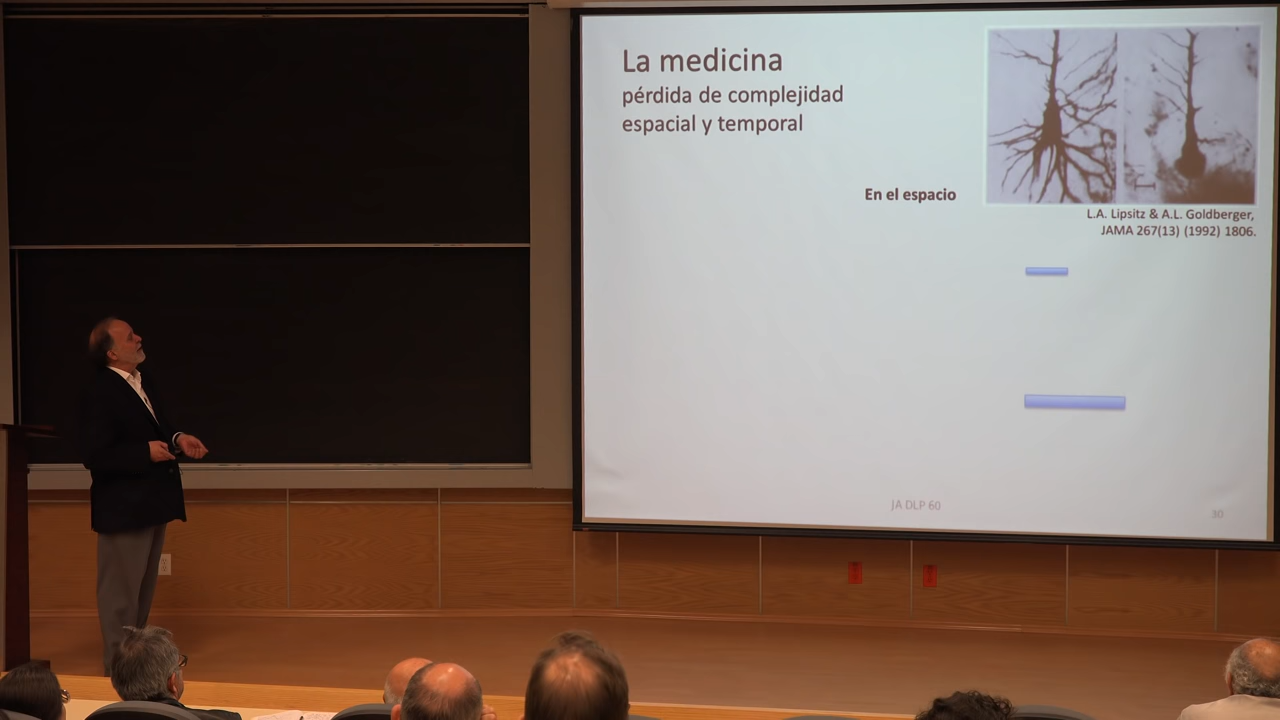 La medicina
pérdida de complejidad
espacial y temporal
En el espacio
L.A. Lipsitz & A.L. Goldberger,
JAMA 267(13) (1992) 1806.
JA DLP 60
30